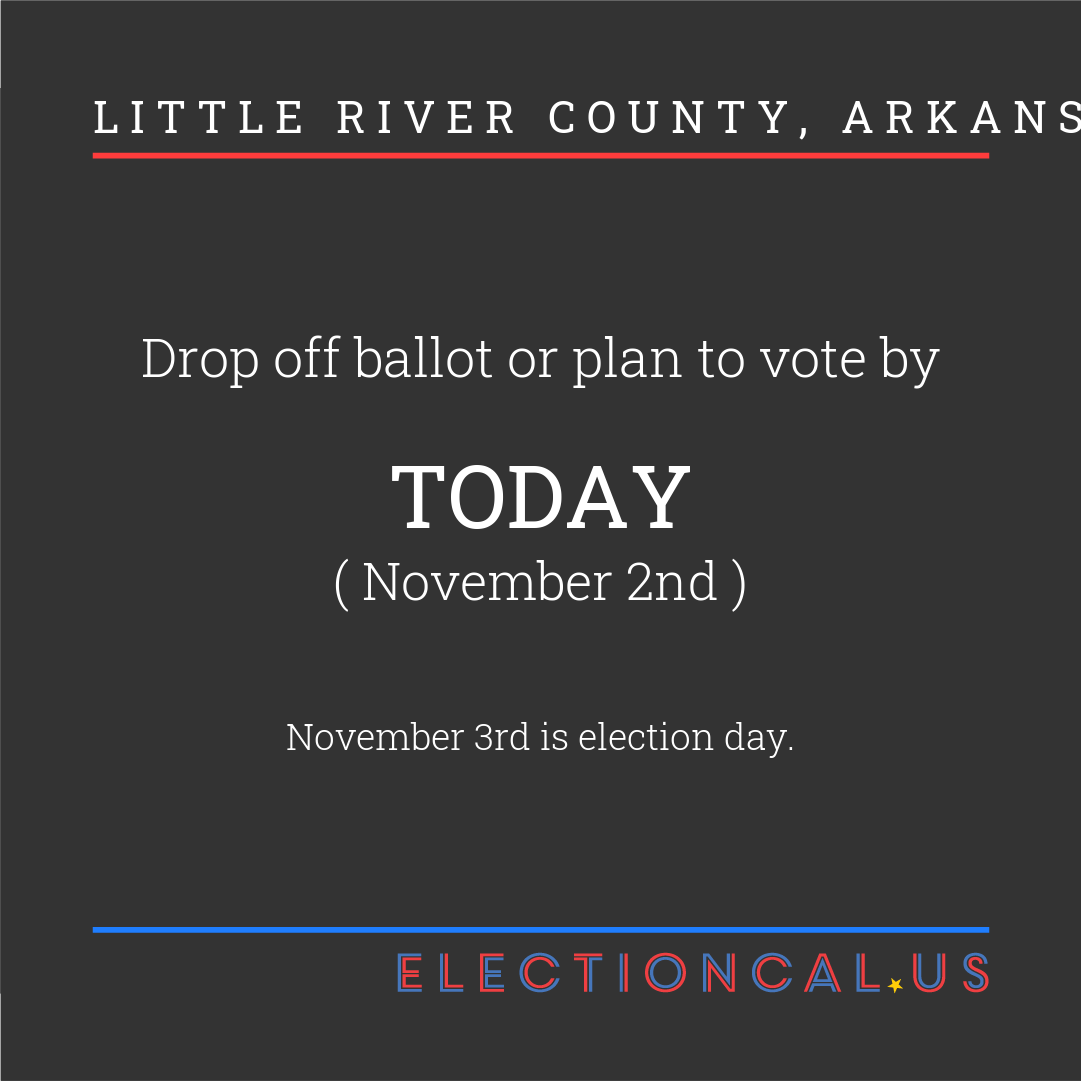 LITTLE RIVER COUNTY, ARKANS
Drop off ballot or plan to vote by
TODAY
( November 2nd )
November 3rd is election day.
ELECTIONCAL.US